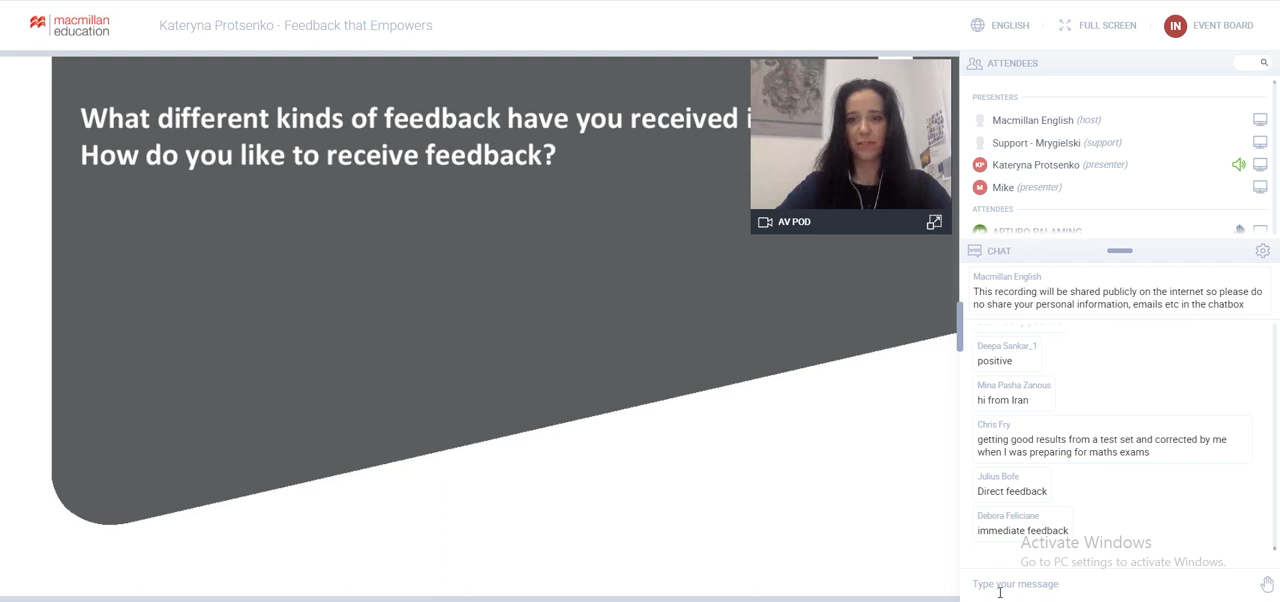 macmillan
education
Kateryna Protsenko - Feedback that Empowers
ENGLISH
FULL SCREEN
IN
EVENT BOARD
What different kinds of feedback have you received
How do you like to receive feedback?
AV POD
ATTENDEES
PRESENTERS
Macmillan English (host)
Support - Mrygielski (support)
KP Kateryna Protsenko (presenter)
M Mike (presenter)
ATTENDEES
ARTURO PALAMING
CHAT
Macmillan English
This recording will be shared publicly on the internet so please do
no share your personal information, emails etc in the chatbox
Deepa Sankar_1
positive
Mina Pasha Zanous
hi from Iran
Chris Fry
getting good results from a test set and corrected by me
when I was preparing for maths exams
Julius Bofe
Direct feedback
Debora Feliciane
immediate feedback
Activate Windows
Go to PC settings to activate Windows.
Type your message